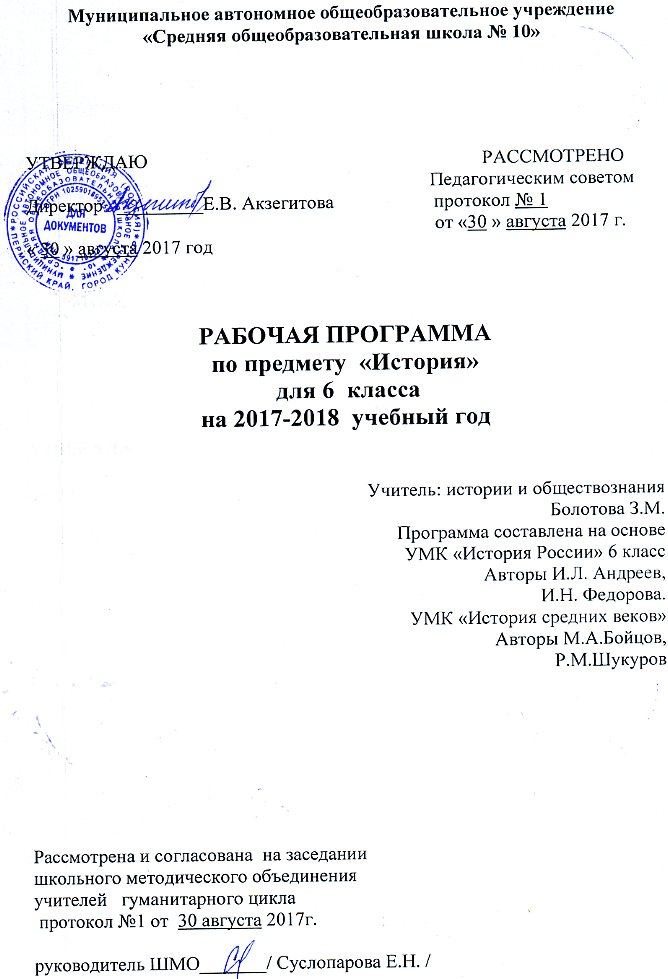 Муниципальное автономное общеобразовательное учреждение
«Средняя общеобразовательная школа № 10»
УТВЕРЖДАЮ
Директор __________Е.В. Акзегитова
« 30 » августа 2017 год
РАССМОТРЕНО
Педагогическим советом
протокол № 1
от «30 » августа 2017 г.
ДЛЯ
ДОКУМЕНТОВ
РАБОЧАЯ ПРОГРАММА
по предмету «История»
для 6 класса
на 2017-2018 учебный год
Учитель: истории и обществознания
Болотова З.М.
Программа составлена на основе
УМК «История России» 6 класс
Авторы И.Л. Андреев,
И.Н. Федорова.
УМК «История средних веков»
Авторы М.А.Бойцов,
Р.М.Шукуров
Рассмотрена и согласована на заседании
школьного методического объединения
учителей гуманитарного цикла
протокол №1 от 30 августа 2017г.
руководитель ШМО_______/ Суслопарова Е.Н. /